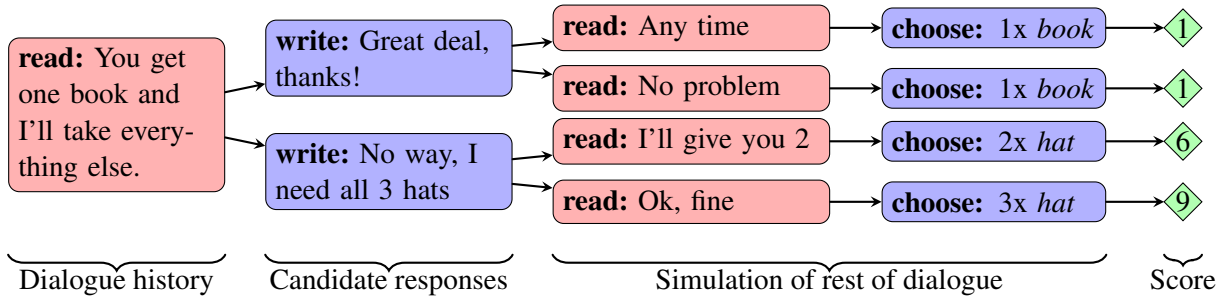 read: You get
one book and
I'll take every-
thing else.
write: Great deal,
thanks!
write: No way, I
need all 3 hats
read: Any time
choose: 1x book
1
read: No problem
choose: 1x book
1
read: I'll give you 2
choose: 2x hat
6
read: Ok, fine
choose: 3x hat
9
Dialogue history
Candidate responses
Simulation of rest of dialogue
Score